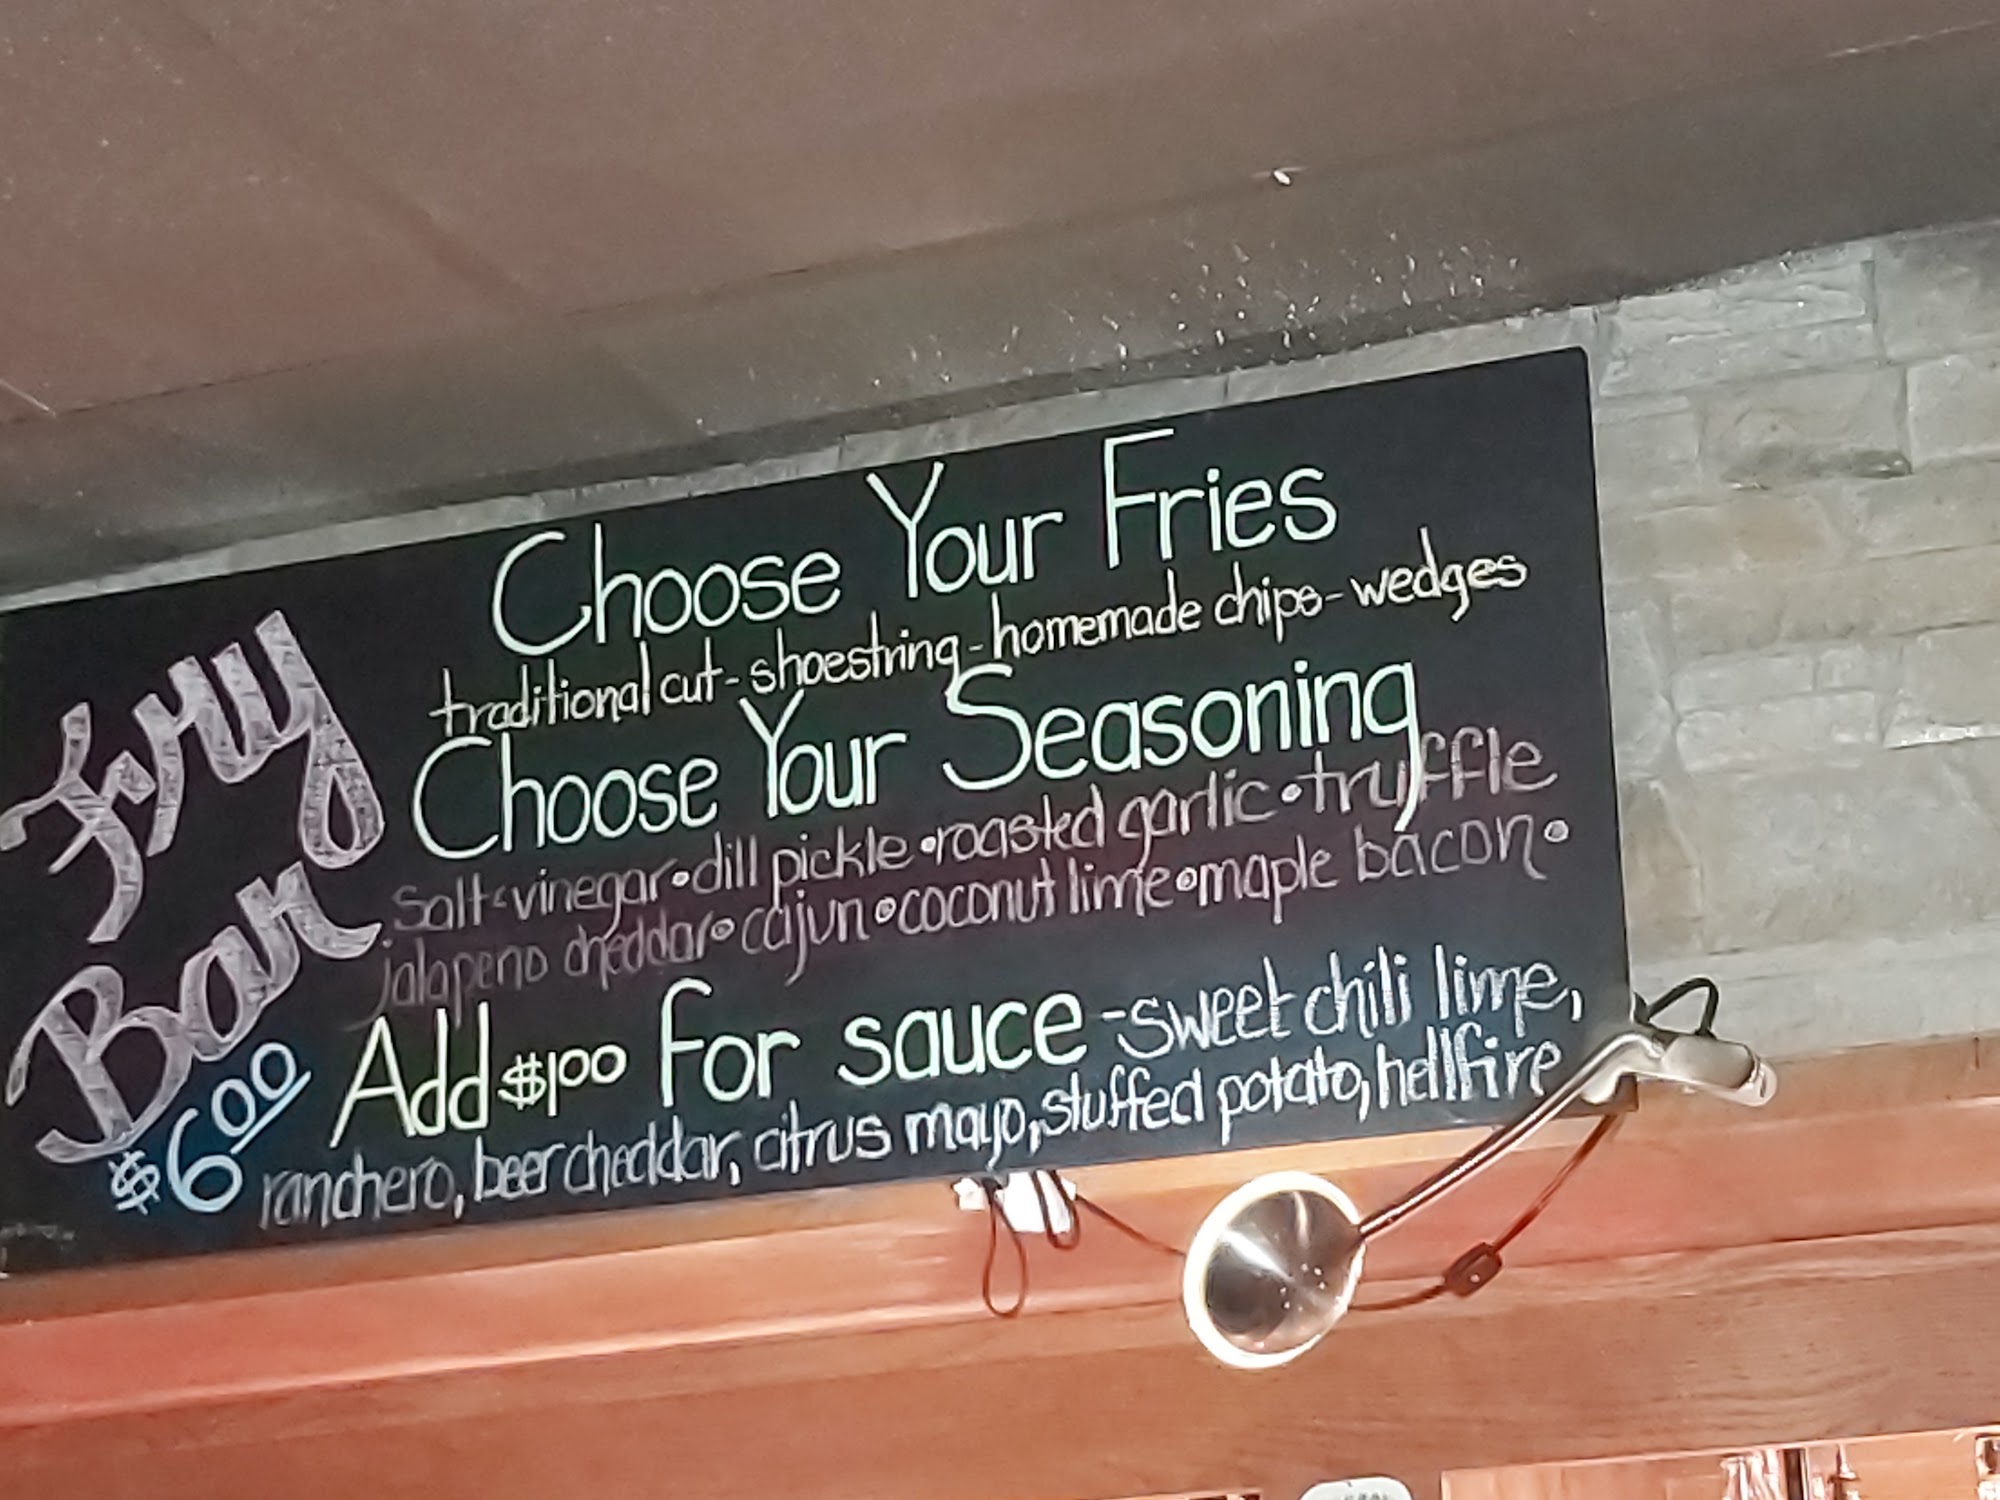 Fry
Bar
$6.00
Choose Your Fries
traditional cut - shoestring - homemade chips - wedges
Choose Your Seasoning
Salt & vinegar • dill pickle • roasted garlic • truffle
jalapeno cheddar • cajun • coconut lime • maple bacon •
Add $1.00 For sauce - sweet chili lime,
ranchero, beer cheddar, citrus mayo, stuffed potato, hellfire